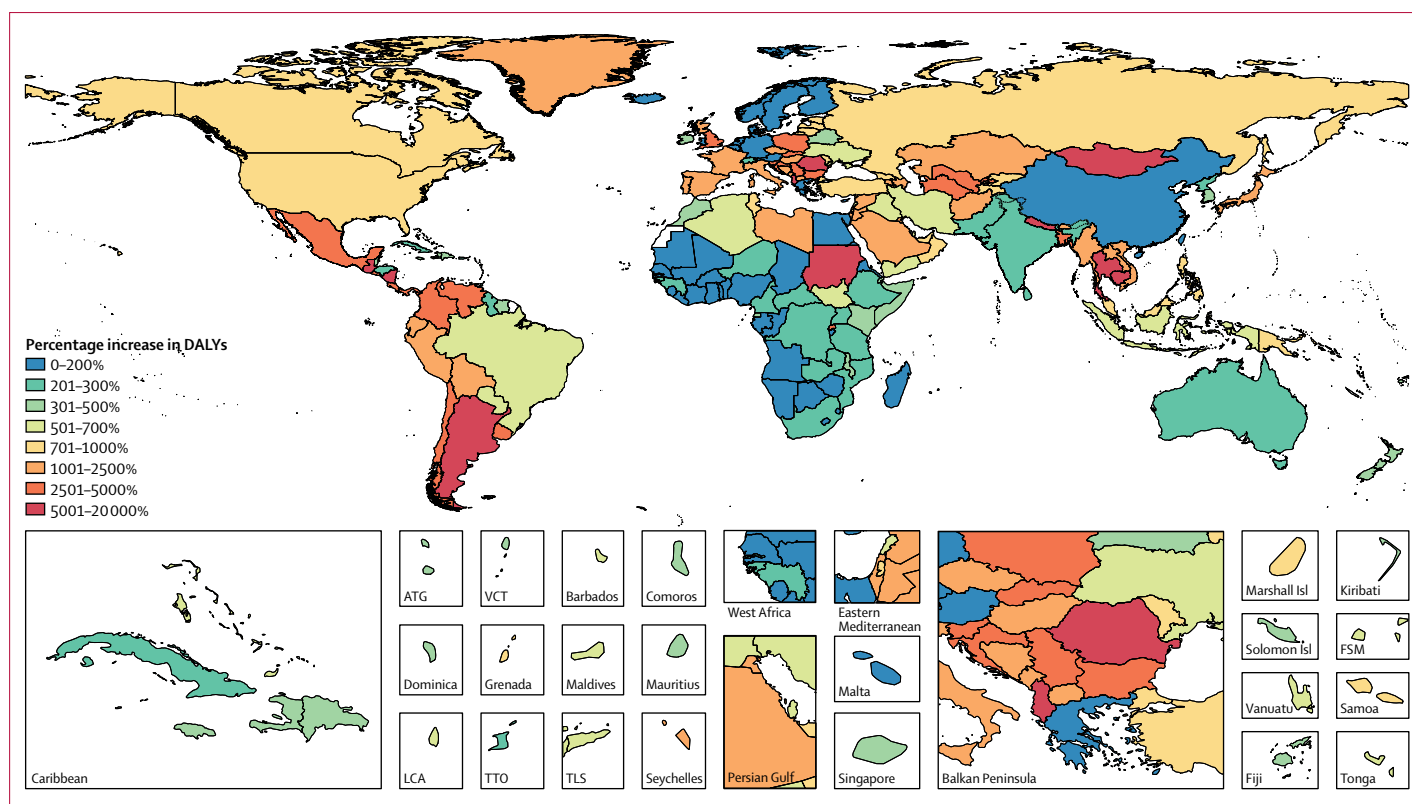 Percentage increase in DALYs
0–200%
201–300%
301–500%
501–700%
701–1000%
1001–2500%
2501–5000%
5001–20 000%
Caribbean
ATG
VCT
Barbados
Comoros
Dominica
Grenada
Maldives
Mauritius
LCA
TTO
TLS
Seychelles
West Africa
Eastern
Mediterranean
Persian Gulf
Malta
Singapore
Balkan Peninsula
Marshall Isl
Kiribati
Solomon Isl
FSM
Vanuatu
Samoa
Fiji
Tonga